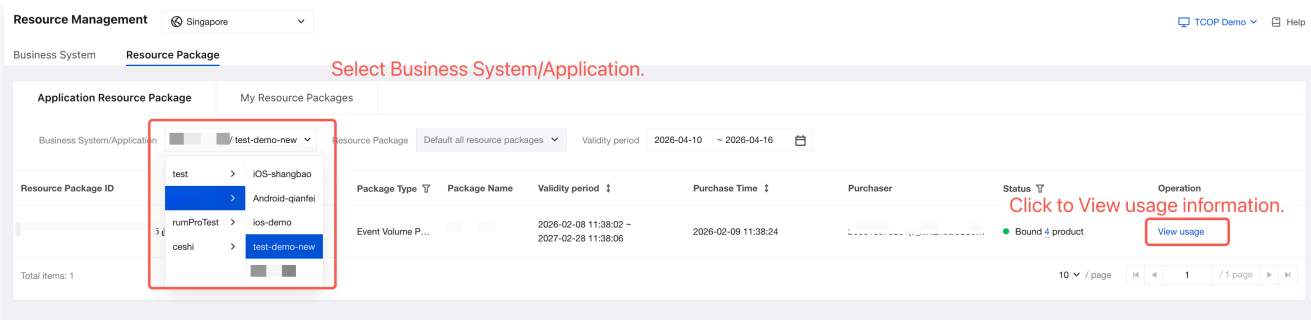 Resource Management
Singapore
TCOP Demo
Help
Business System
Resource Package
Select Business System/Application.
Application Resource Package
My Resource Packages
Business System/Application
/ test-demo-new
Resource Package
Default all resource packages
Validity period
2026-04-10 ~ 2026-04-16
test
iOS-shangbao
Android-qianfei
rumProTest
ios-demo
ceshi
test-demo-new
Resource Package ID
Package Type
Package Name
Validity period
Purchase Time
Purchaser
Status
Operation
Click to View usage information.
Event Volume P...
2026-02-08 11:38:02 ~
2027-02-28 11:38:06
2026-02-09 11:38:24
Bound 4 product
View usage
Total items: 1
10 / page
1
/ 1 page